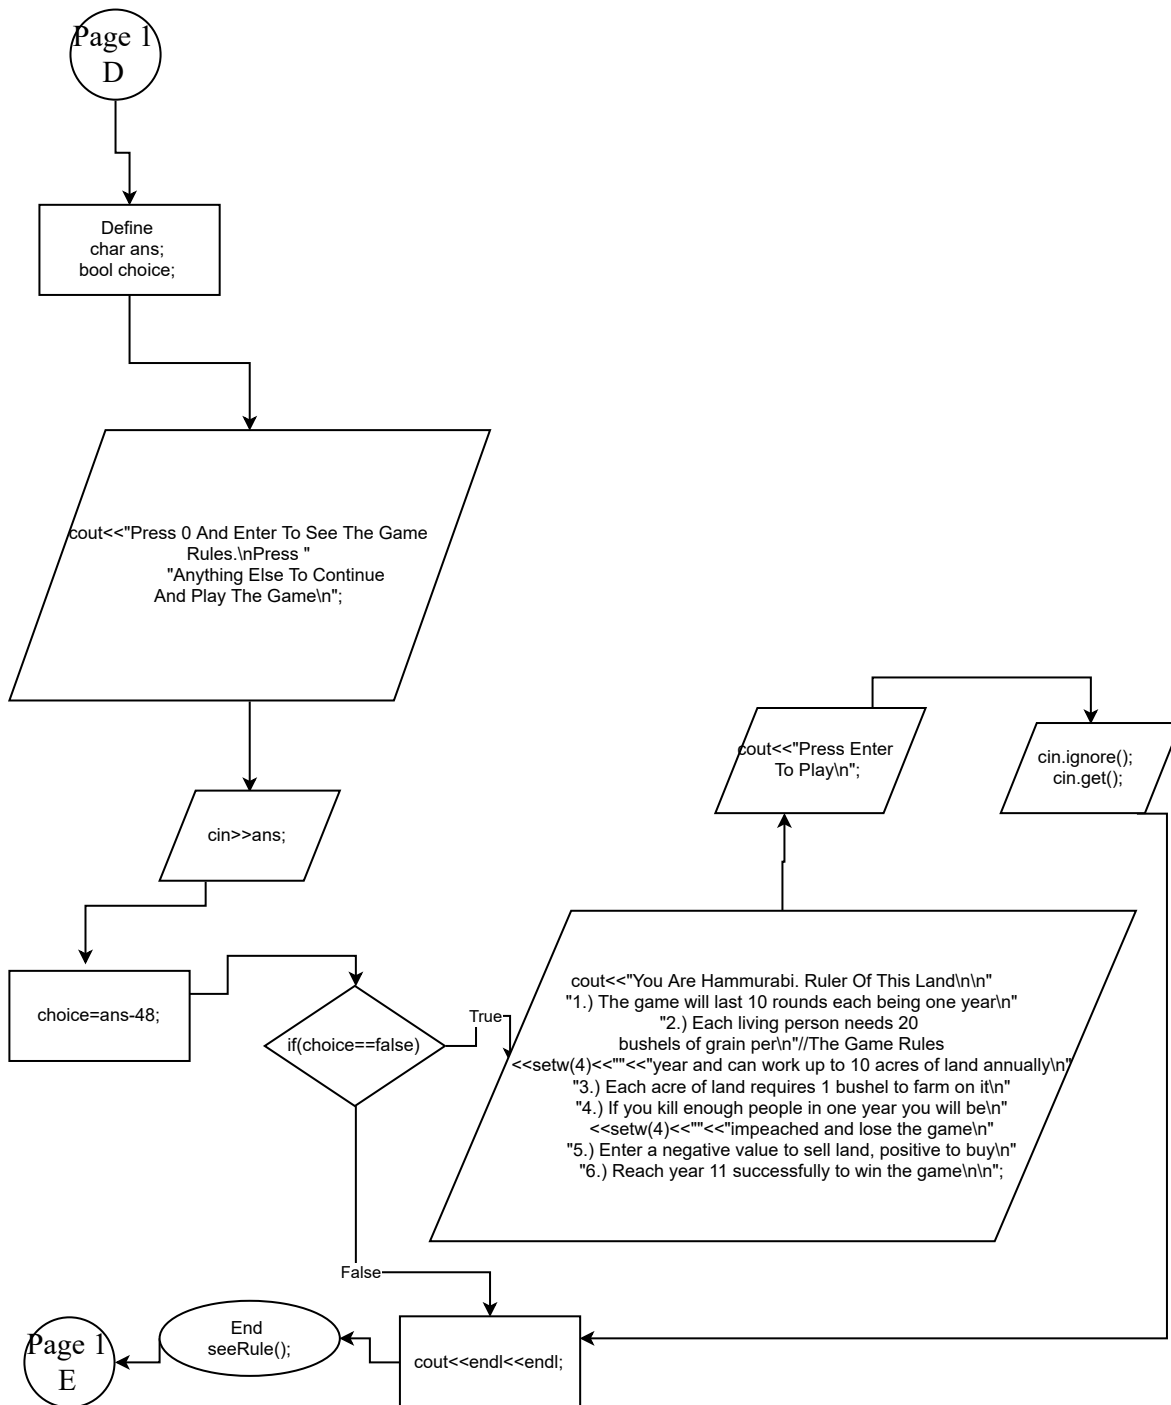 Page 1
D
Define
char ans;
bool choice;
cout<<"Press 0 And Enter To See The Game
Rules.\nPress "
"Anything Else To Continue
And Play The Game\n";
cin>>ans;
choice=ans-48;
if(choice==false)
True
cout<<"You Are Hammurabi. Ruler Of This Land\n\n"
"1.) The game will last 10 rounds each being one year\n"
"2.) Each living person needs 20
bushels of grain per\n"//The Game Rules
<<setw(4)<<""<<"year and can work up to 10 acres of land annually\n"
"3.) Each acre of land requires 1 bushel to farm on it\n"
"4.) If you kill enough people in one year you will be\n"
<<setw(4)<<""<<"impeached and lose the game\n"
"5.) Enter a negative value to sell land, positive to buy\n"
"6.) Reach year 11 successfully to win the game\n\n";
cout<<"Press Enter
To Play\n";
cin.ignore();
cin.get();
False
cout<<endl<<endl;
End
seeRule();
Page 1
E